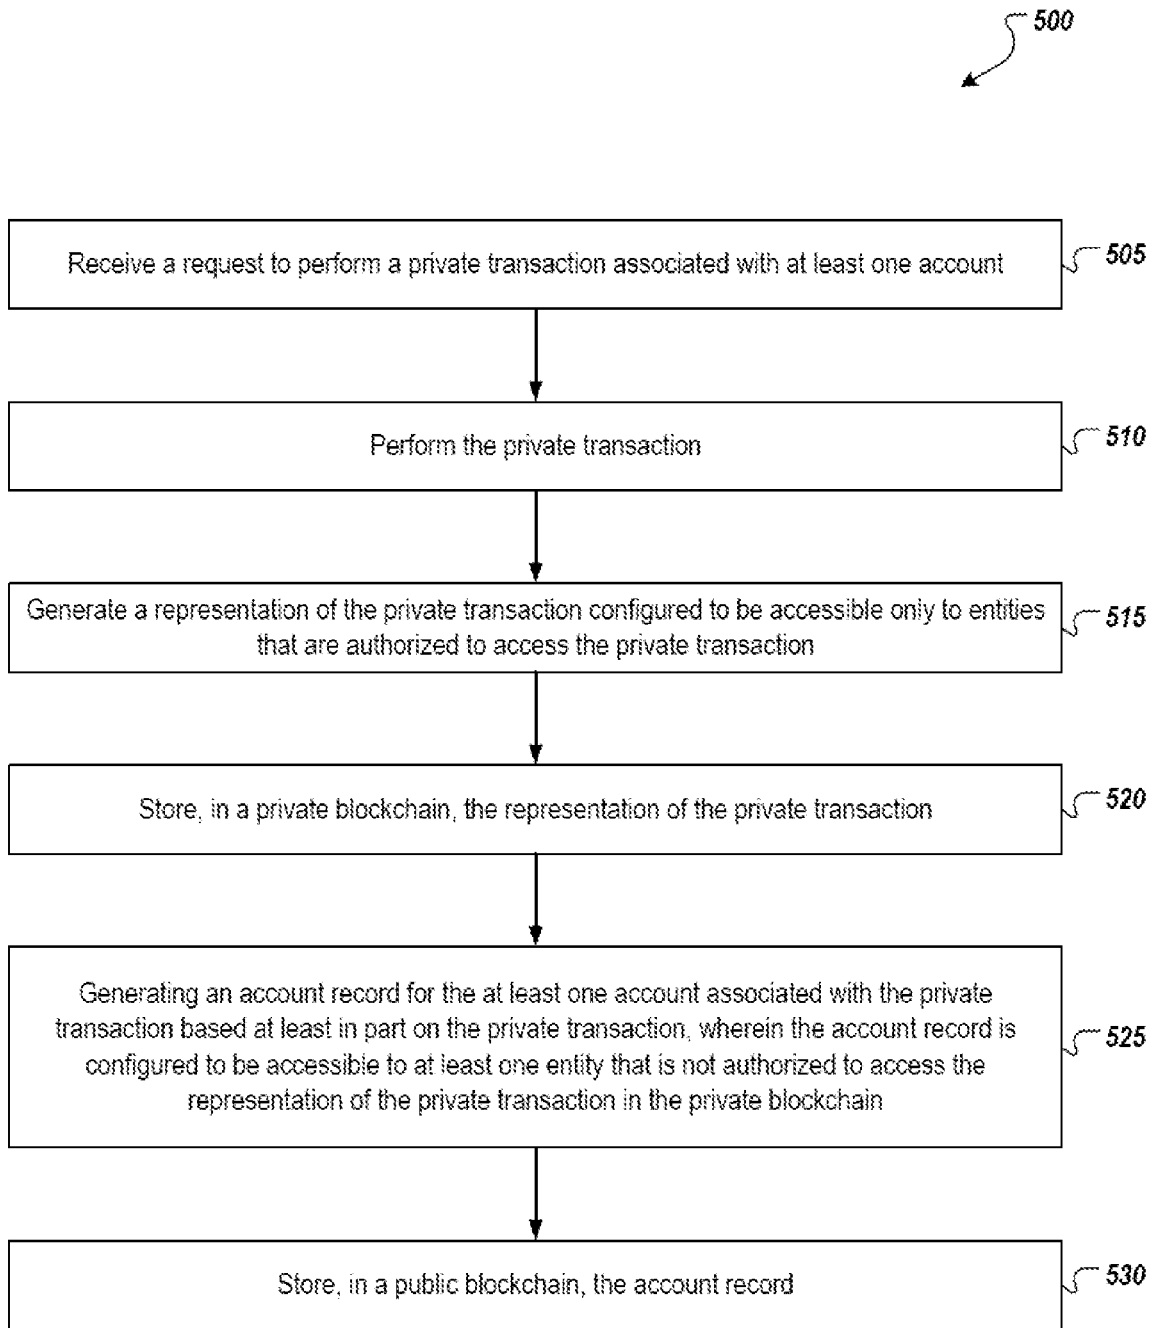 500
Receive a request to perform a private transaction associated with at least one account
505
Perform the private transaction
510
Generate a representation of the private transaction configured to be accessible only to entities
that are authorized to access the private transaction
515
Store, in a private blockchain, the representation of the private transaction
520
Generating an account record for the at least one account associated with the private
transaction based at least in part on the private transaction, wherein the account record is
configured to be accessible to at least one entity that is not authorized to access the
representation of the private transaction in the private blockchain
525
Store, in a public blockchain, the account record
530